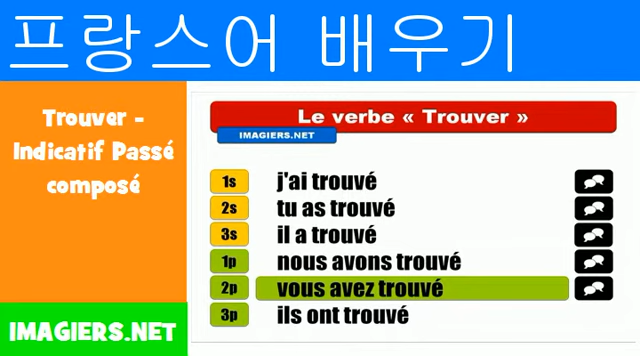 프랑스어 배우기
Trouver -
Indicatif Passé
composé
IMAGIERS.NET
Le verbe « Trouver »
IMAGIERS.NET
1s j'ai trouvé
2s tu as trouvé
3s il a trouvé
1p nous avons trouvé
2p vous avez trouvé
3p ils ont trouvé